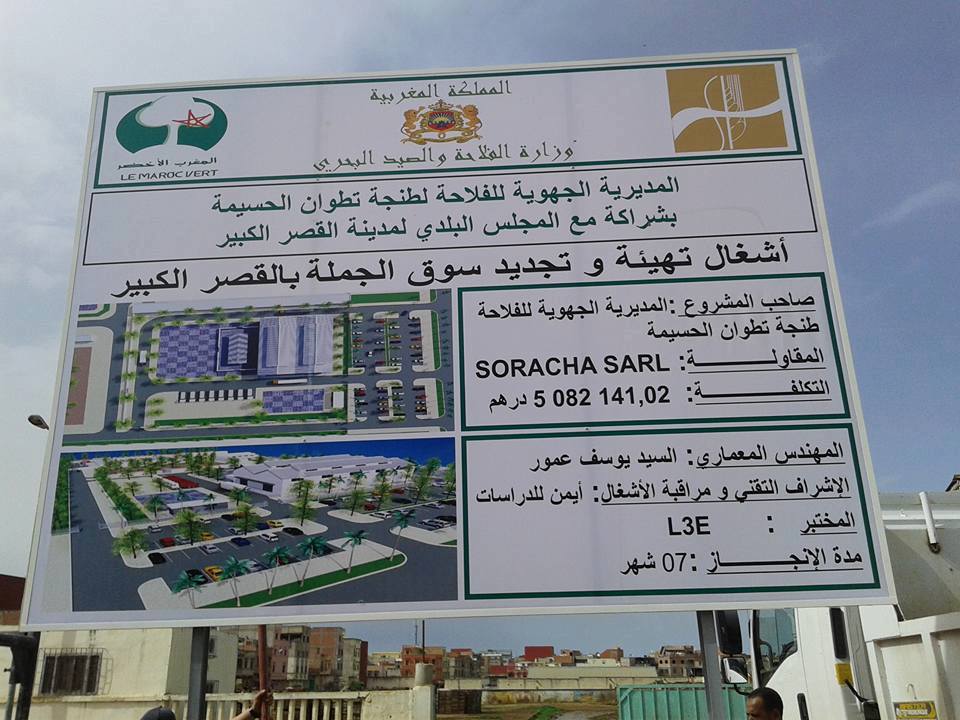 المملكة المغربية
وزارة الفلاحة والصيد البحري
المغرب الأخضر
LE MAROC VERT
المديرية الجهوية للفلاحة لطنجة تطوان الحسيمة
بشراكة مع المجلس البلدي لمدينة القصر الكبير
أشغال تهيئة و تجديد سوق الجملة بالقصر الكبير
صاحب المشروع :المديرية الجهوية للفلاحة
طنجة تطوان الحسيمة
المقاولـــــــــة: SORACHA SARL
التكلفـــــــــــــة: 5 082 141,02 درهم
المهندس المعماري: السيد يوسف عمور
الإشراف التقني و مراقبة الأشغال: أيمن للدراسات
المختبر : L3E
مدة الإنجـــــــــاز :07 شهر